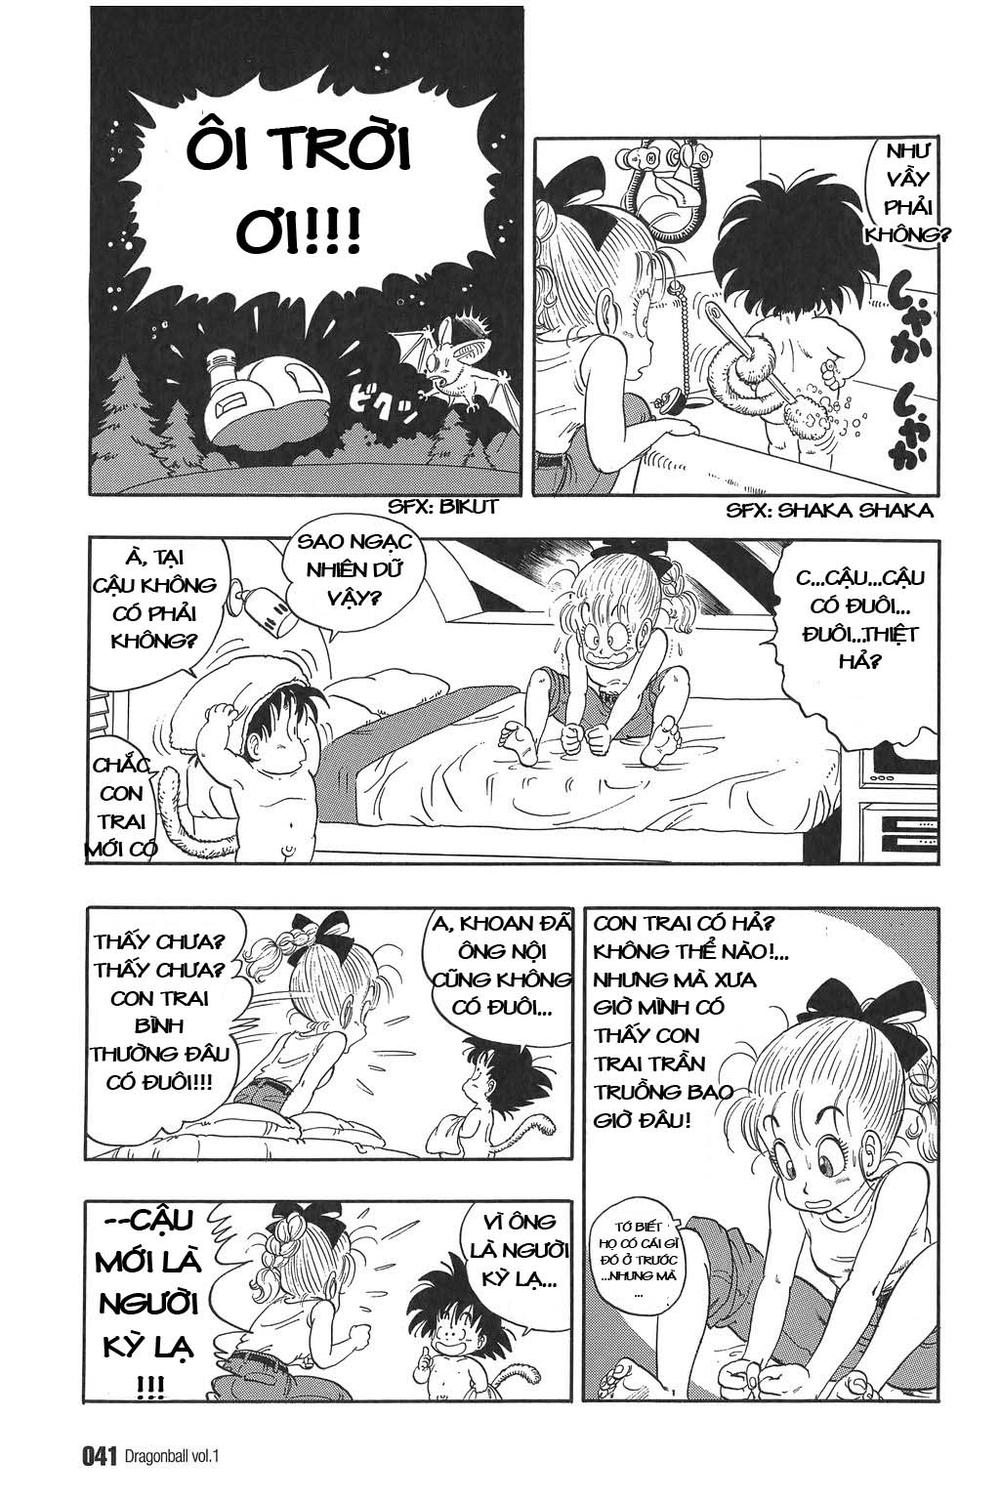 NHƯ
VẦY
PHẢI
KHÔNG?
しゃか
しゃか
SFX: SHAKA SHAKA
ÔI TRỜI
ƠI!!!
ビクッ
SFX: BIKUT
C...CẬU...CẬU
CÓ ĐUÔI...
ĐUÔI...THIỆT
HẢ?
SAO NGẠC
NHIÊN DỮ
VẬY?
À, TẠI
CẬU KHÔNG
CÓ PHẢI
KHÔNG?
CHẮC
CON
TRAI
MỚI CÓ
CON TRAI CÓ HẢ?
KHÔNG THỂ NÀO!...
NHƯNG MÀ XƯA
GIỜ MÌNH CÓ
THẤY CON
TRAI TRẦN
TRUỒNG BAO
GIỜ ĐÂU!
TỚ BIẾT
HỌ CÓ CÁI GÌ
ĐÓ Ở TRƯỚC
...NHƯNG MÀ
...
A, KHOAN ĐÃ
ÔNG NỘI
CŨNG KHÔNG
CÓ ĐUÔI...
THẤY CHƯA?
THẤY CHƯA?
CON TRAI
BÌNH
THƯỜNG ĐÂU
CÓ ĐUÔI!!!
VÌ ÔNG
LÀ NGƯỜI
KỲ LẠ...
--CẬU
MỚI LÀ
NGƯỜI
KỲ LẠ
!!!
041 Dragonball vol.1